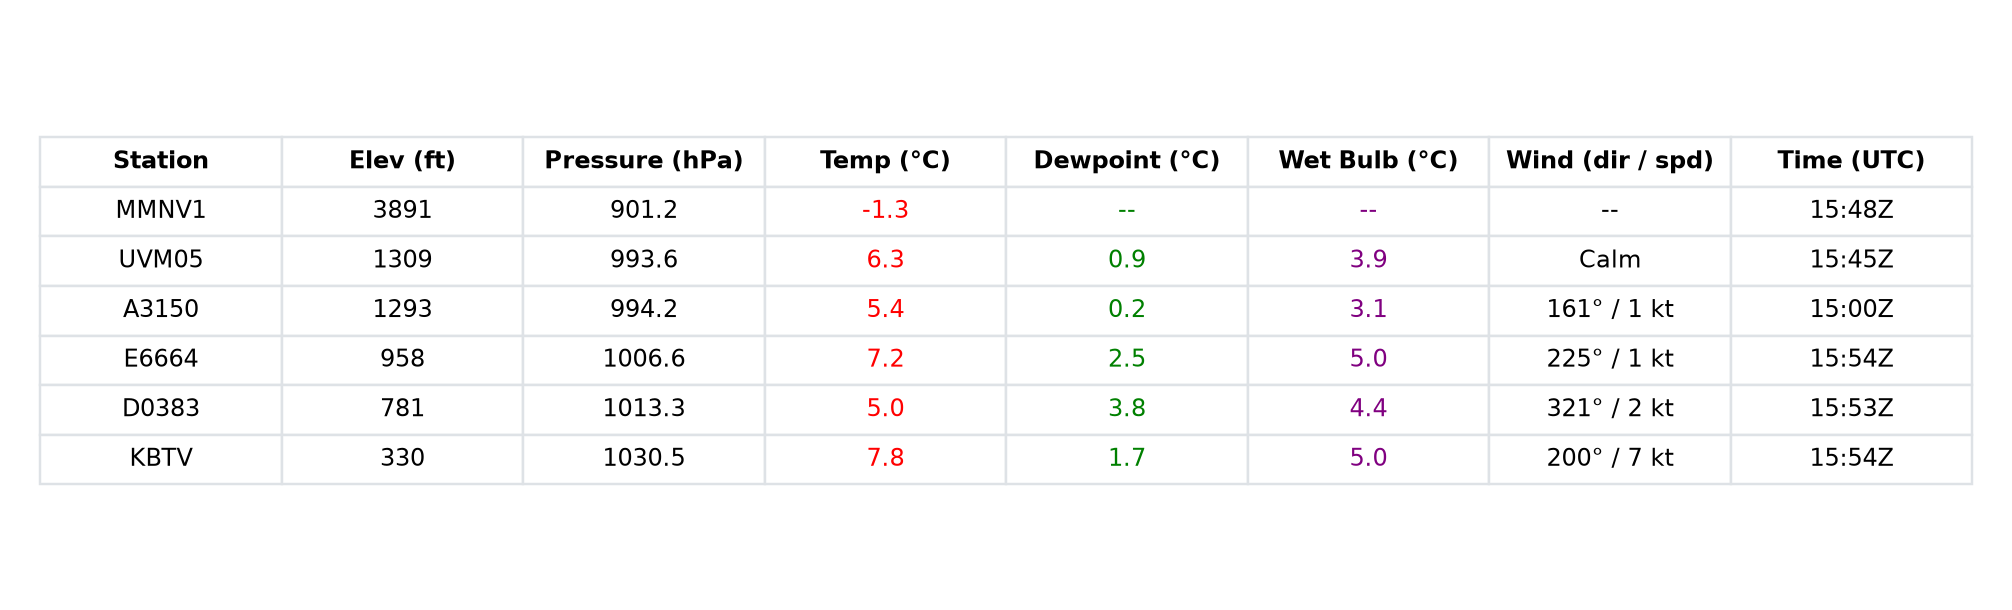 Station Elev (ft) Pressure (hPa) Temp (°C) Dewpoint (°C) Wet Bulb (°C) Wind (dir / spd) Time (UTC)
MMNV1 3891 901.2 -1.3 -- -- -- 15:48Z
UVM05 1309 993.6 6.3 0.9 3.9 Calm 15:45Z
A3150 1293 994.2 5.4 0.2 3.1 161° / 1 kt 15:00Z
E6664 958 1006.6 7.2 2.5 5.0 225° / 1 kt 15:54Z
D0383 781 1013.3 5.0 3.8 4.4 321° / 2 kt 15:53Z
KBTV 330 1030.5 7.8 1.7 5.0 200° / 7 kt 15:54Z